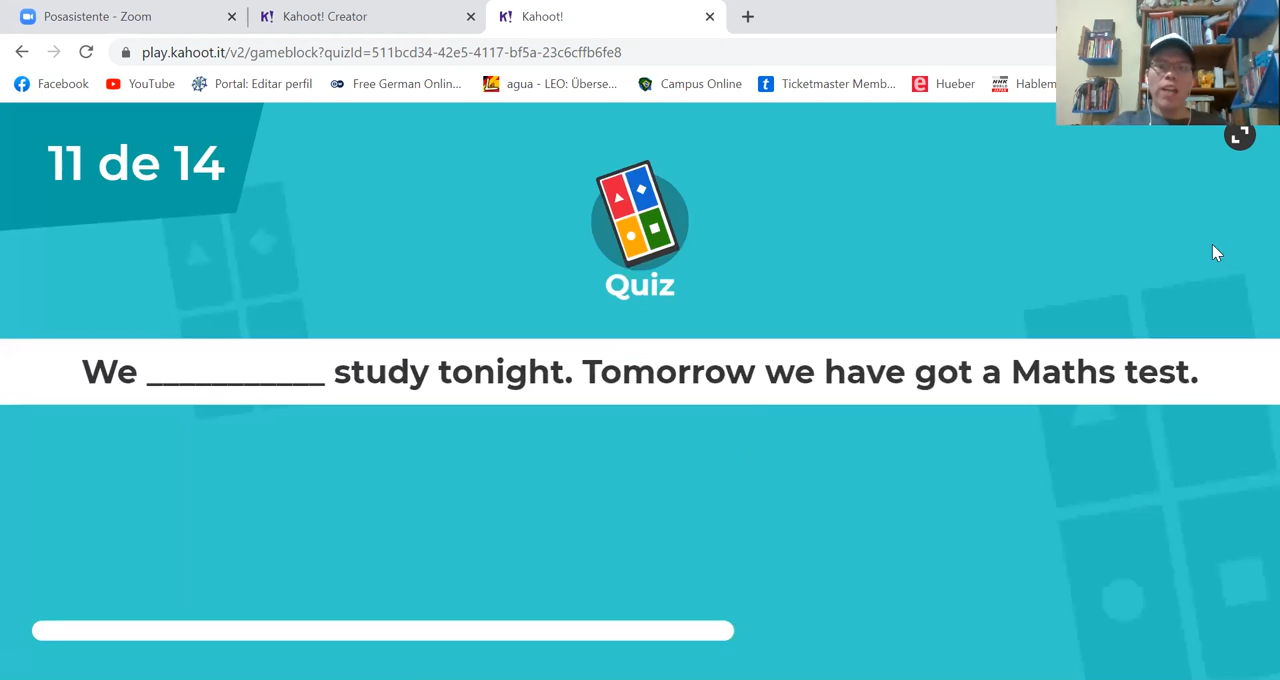 Posasistente - Zoom
Kahoot! Creator
Kahoot!
play.kahoot.it/v2/gameblock?quizId=511bcd34-42e5-4117-bf5a-23c6cffb6fe8
Facebook YouTube Portal: Editar perfil Free German Onlin... agua - LEO: Überse... Campus Online Ticketmaster Memb... Hueber Hablem
11 de 14
Quiz
We ___________ study tonight. Tomorrow we have got a Maths test.